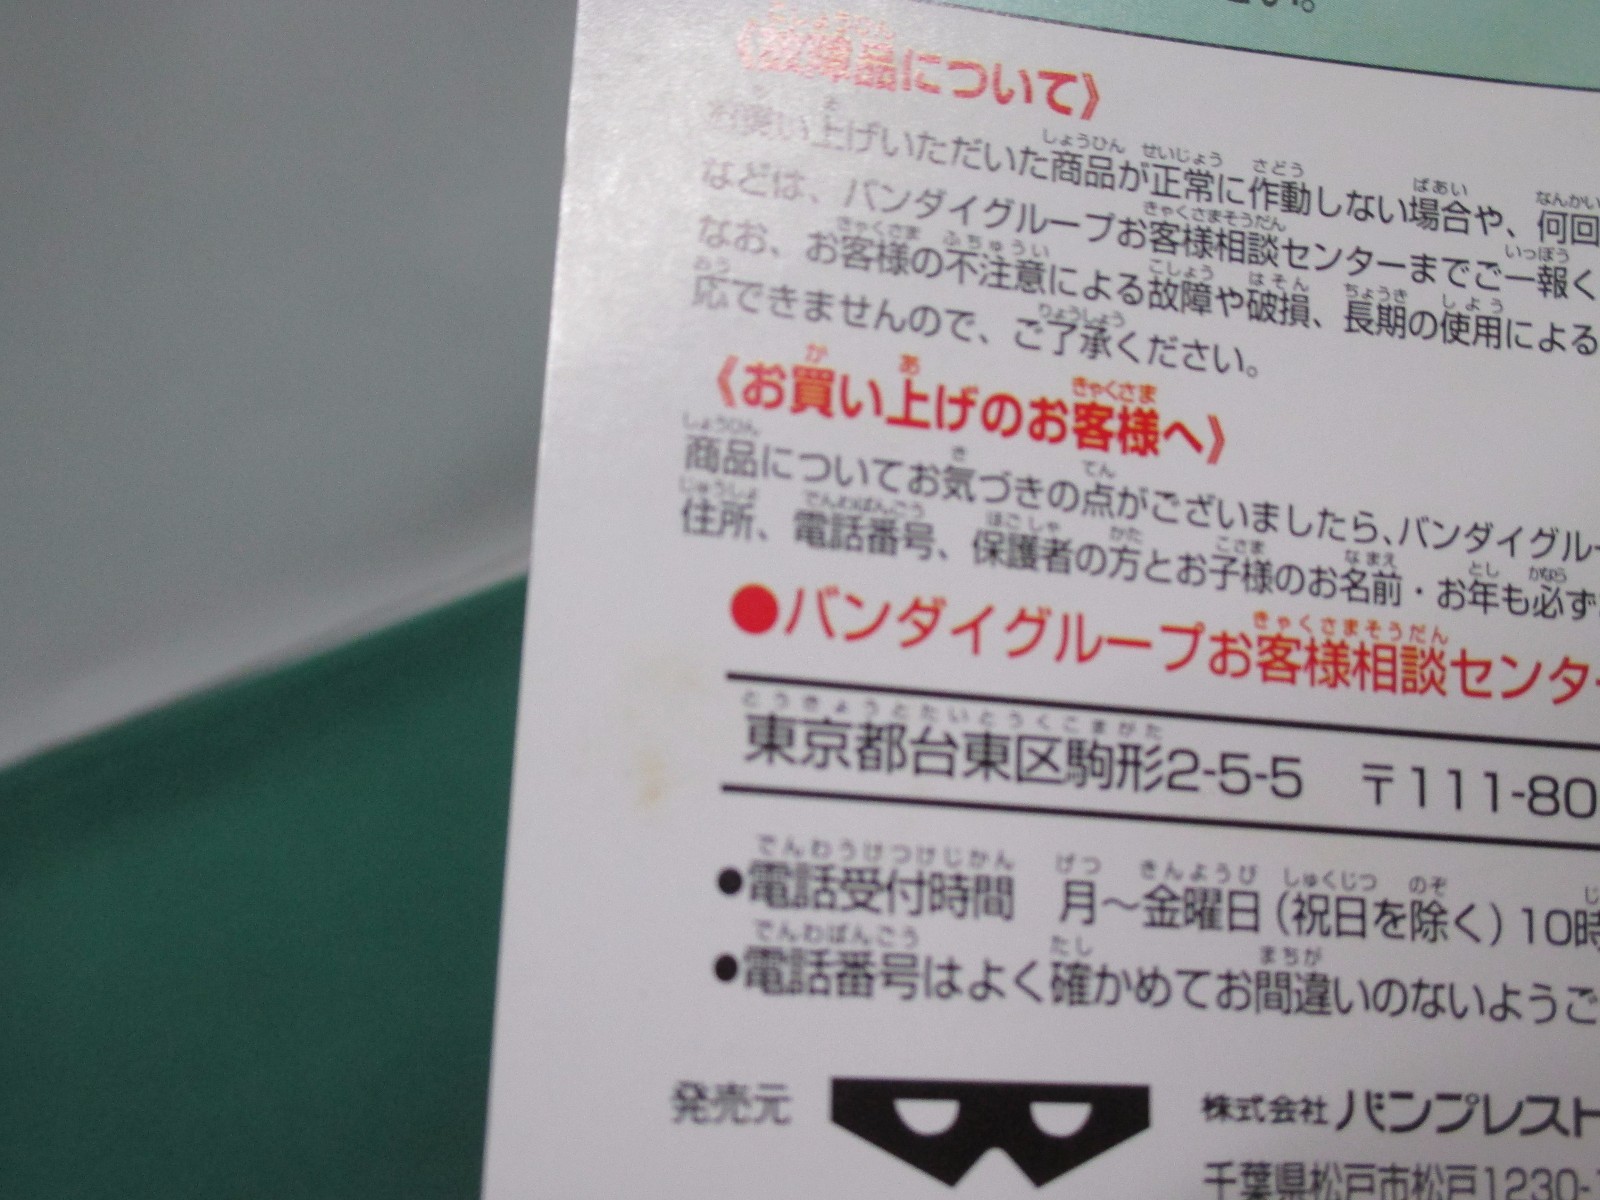 い。
《故障品について》
お買い上げいただいた商品が正常に作動しない場合や、何回
などは、バンダイグループお客様相談センターまでご一報く
なお、お客様の不注意による故障や破損、長期の使用による
応できませんので、ご了承ください。
《お買い上げのお客様へ》
商品についてお気づきの点がございましたら、バンダイグルー
住所、電話番号、保護者の方とお子様のお名前・お年も必ず
●バンダイグループお客様相談センター
東京都台東区駒形2-5-5 〒111-80
●電話受付時間 月～金曜日(祝日を除く)10時
●電話番号はよく確かめてお間違いのないようご
発売元 株式会社 バンプレスト
千葉県松戸市松戸1230-